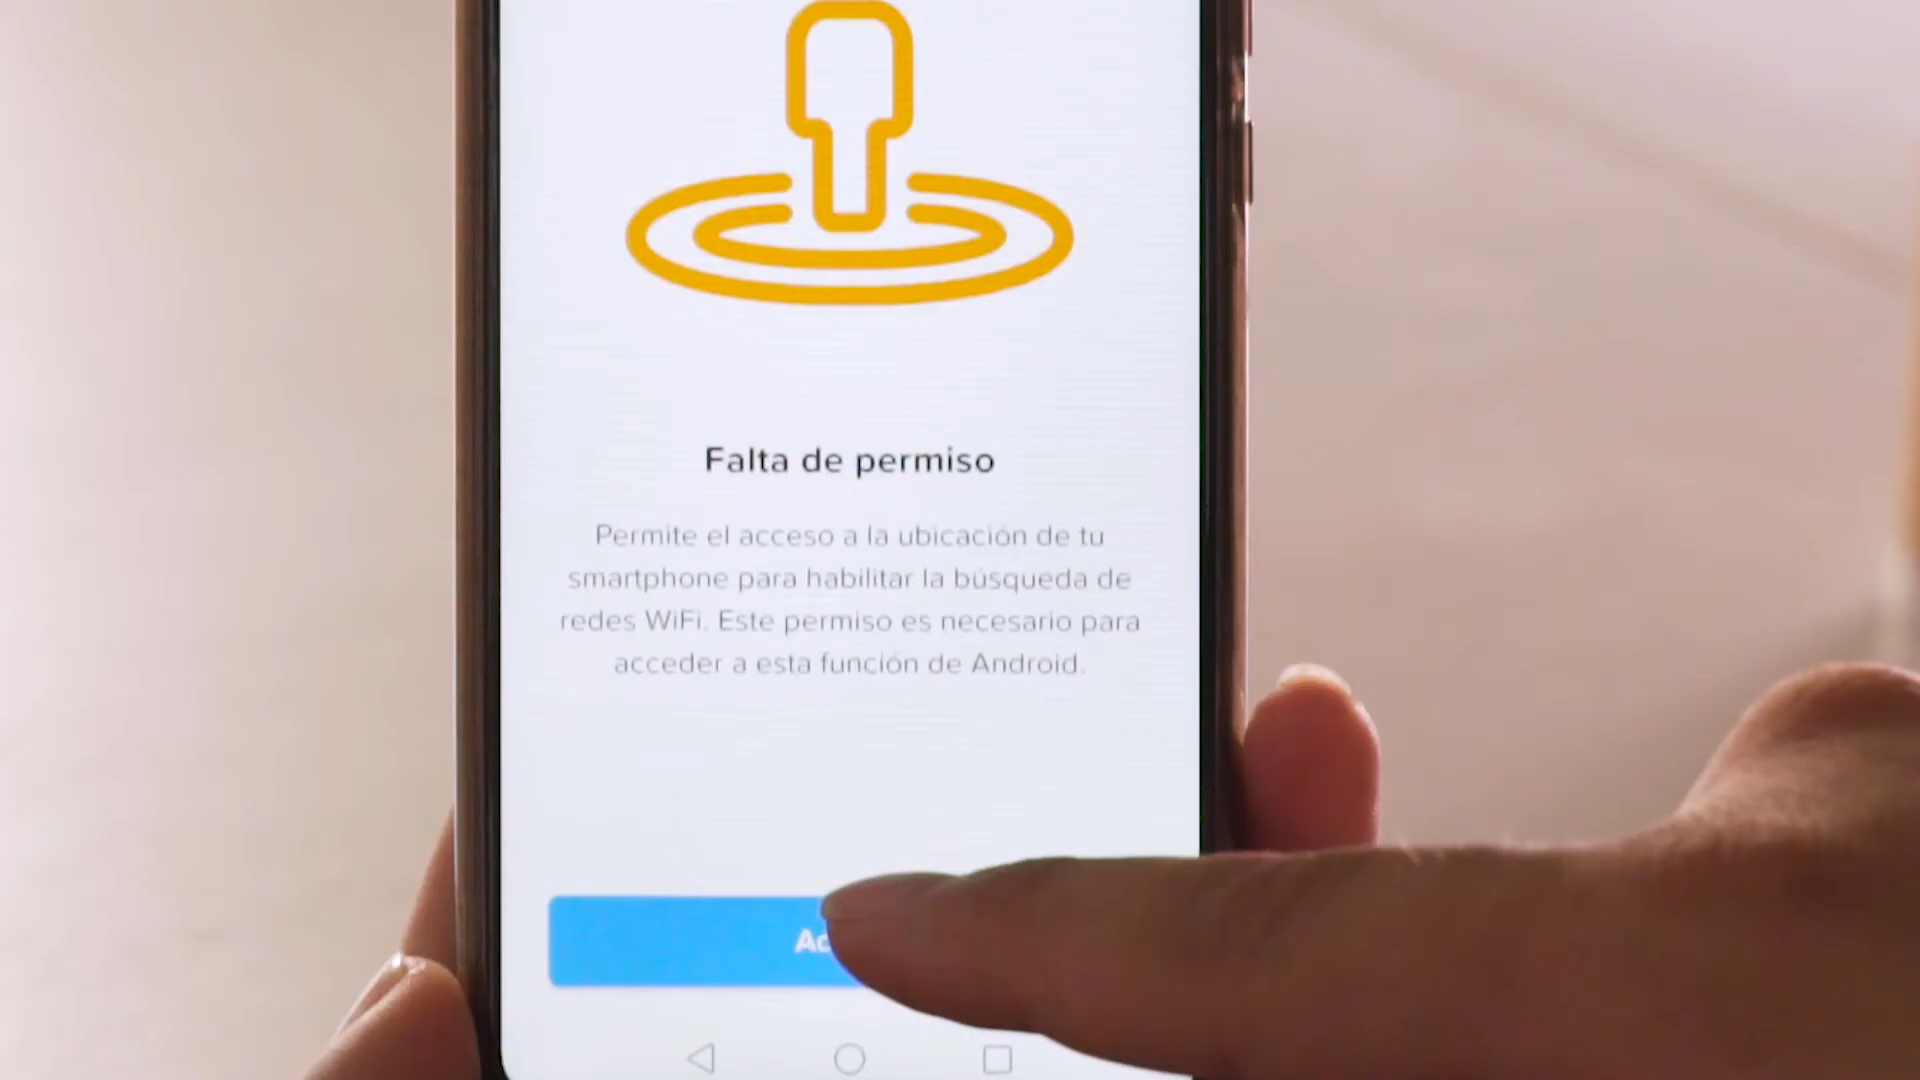 Falta de permiso
Permite el acceso a la ubicación de tu
smartphone para habilitar la búsqueda de
redes WiFi. Este permiso es necesario para
acceder a esta función de Android.